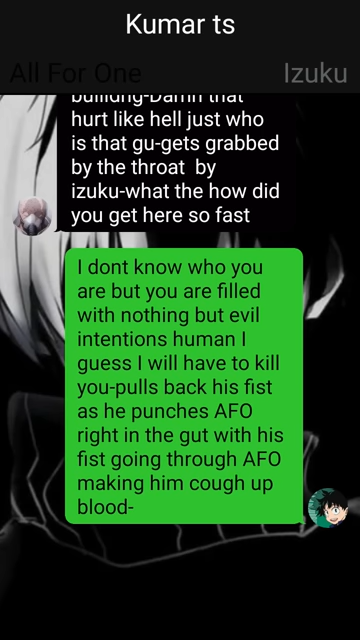 Kumar ts
All For One
Izuku
builidng-Damn that
hurt like hell just who
is that gu-gets grabbed
by the throat by
izuku-what the how did
you get here so fast
I dont know who you
are but you are filled
with nothing but evil
intentions human I
guess I will have to kill
you-pulls back his fist
as he punches AFO
right in the gut with his
fist going through AFO
making him cough up
blood-